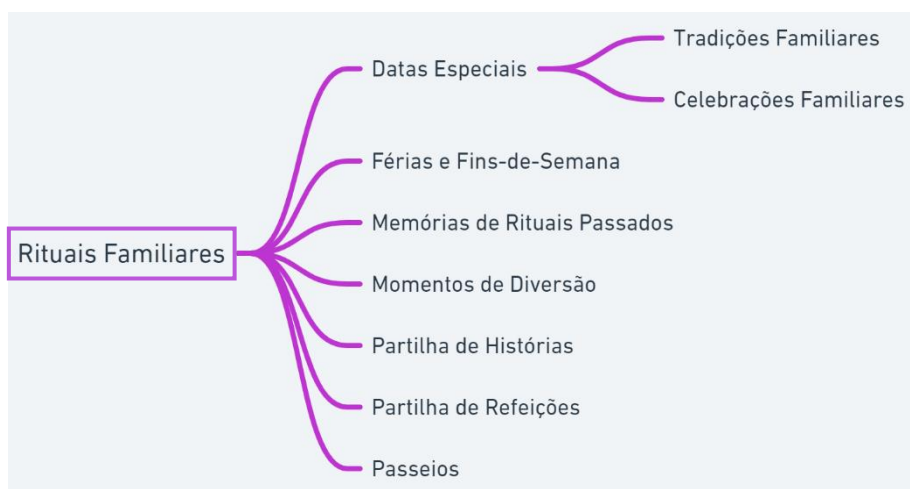 Rituais Familiares
Datas Especiais
Tradições Familiares
Celebrações Familiares
Férias e Fins-de-Semana
Memórias de Rituais Passados
Momentos de Diversão
Partilha de Histórias
Partilha de Refeições
Passeios